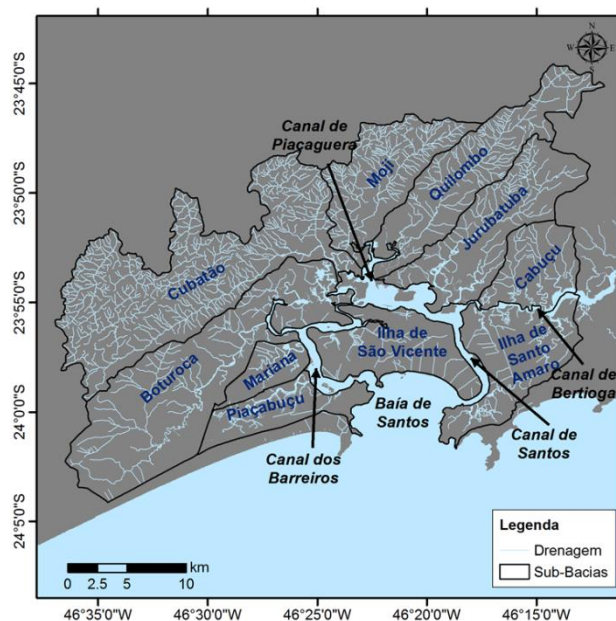 N
W
E
S
23°45'0"S
23°50'0"S
23°55'0"S
24°0'0"S
24°5'0"S
Canal de
Piaçaguera
Moji
Quilombo
Jurubatuba
Cabuçu
Cubatão
Boturoca
Mariana
Piaçabuçu
Ilha de
São Vicente
Ilha de
Santo
Amaro
Baía de
Santos
Canal de
Bertioga
Canal de
Santos
Canal dos
Barreiros
Legenda
Drenagem
Sub-Bacias
km
0 2.5 5 10
46°35'0"W 46°30'0"W 46°25'0"W 46°20'0"W 46°15'0"W